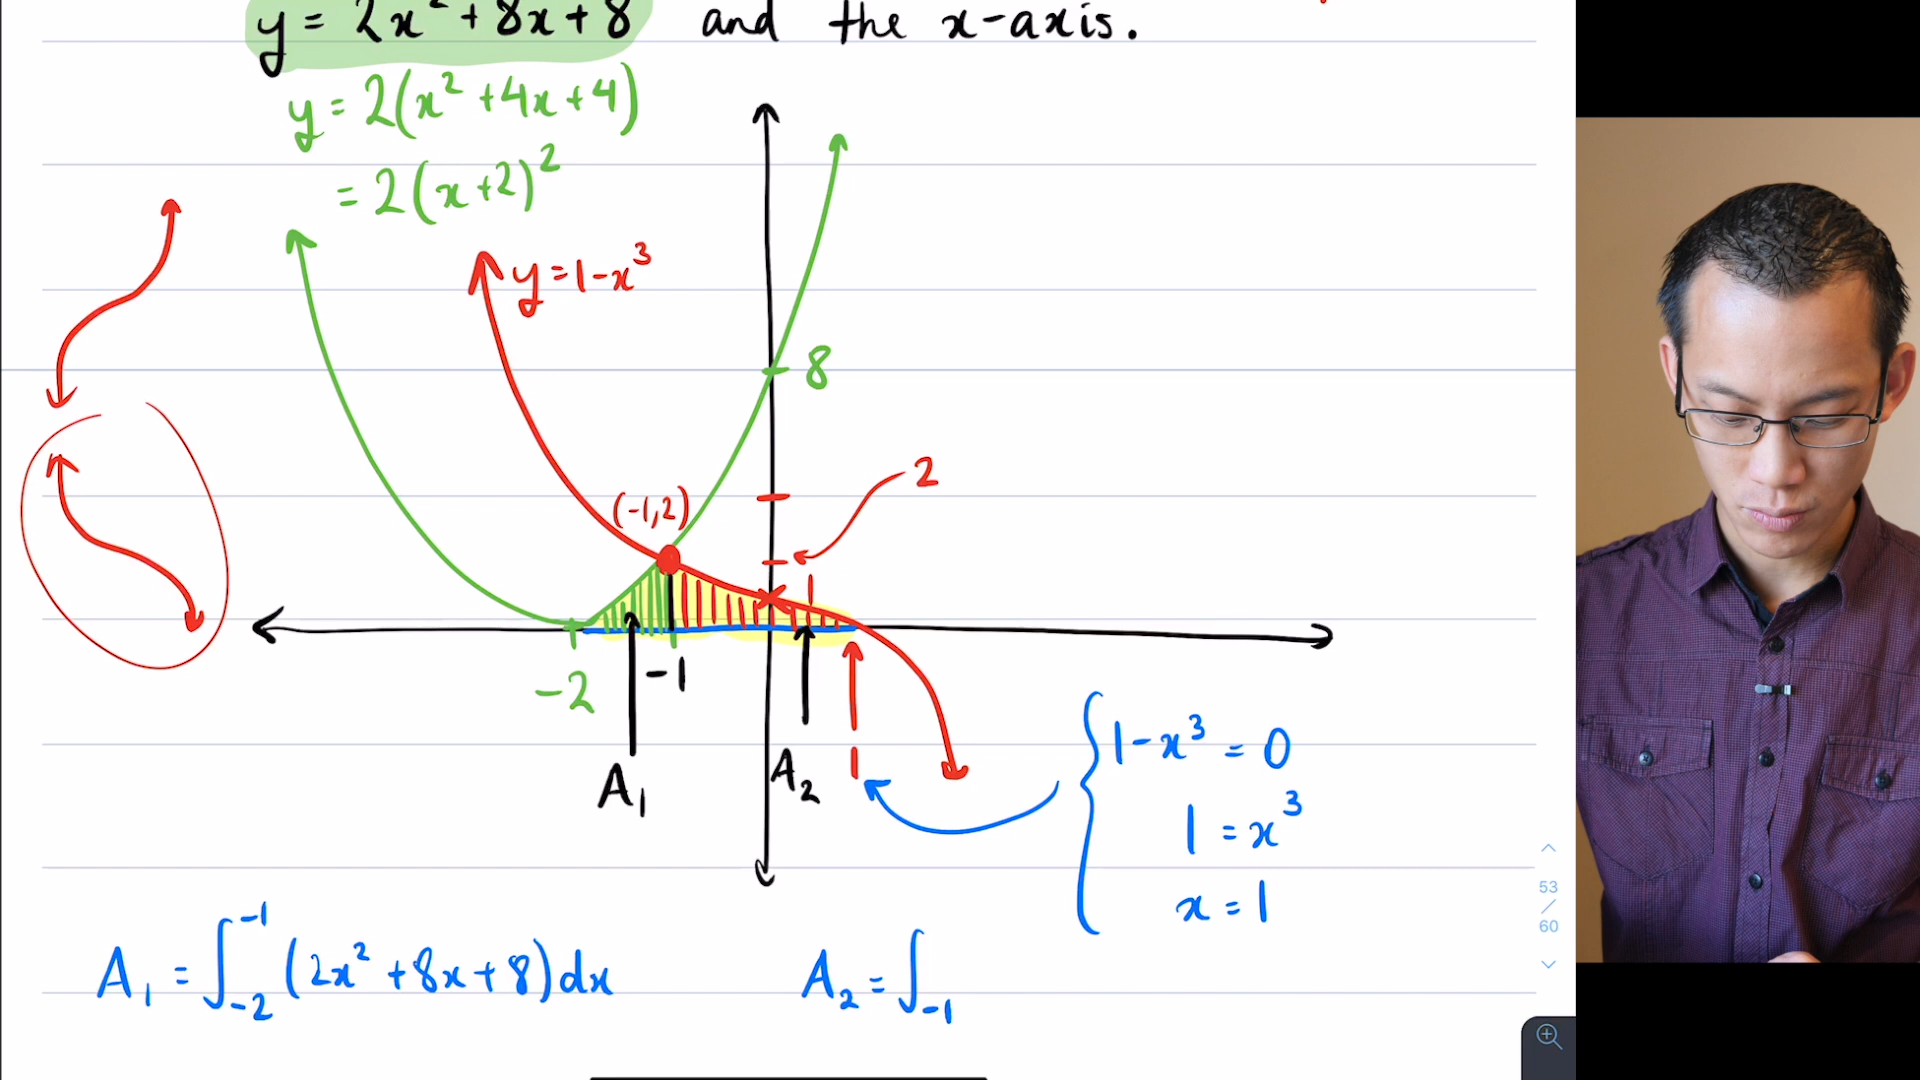 y = 2x² + 8x + 8 and the x-axis.
y = 2(x² + 4x + 4)
= 2(x + 2)²
y = 1 - x³
8
2
(-1, 2)
1
-2
-1
A₁
A₂
1
1 - x³ = 0
1 = x³
x = 1
53
/
60
A₁ = ∫₋₂⁻¹ (2x² + 8x + 8) dx
A₂ = ∫₋₁